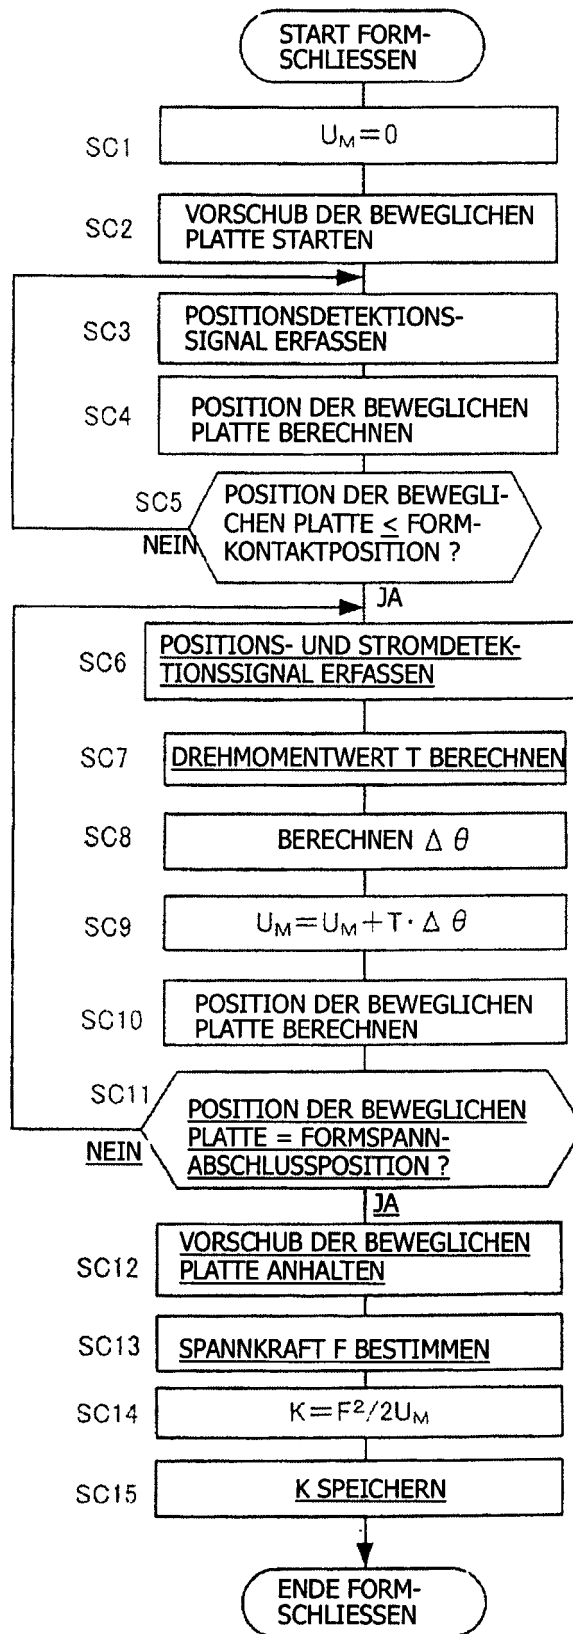 START FORM-
SCHLIESSEN
SC1
U_M=0
SC2
VORSCHUB DER BEWEGLICHEN
PLATTE STARTEN
SC3
POSITIONSDETEKTIONS-
SIGNAL ERFASSEN
SC4
POSITION DER BEWEGLICHEN
PLATTE BERECHNEN
SC5
POSITION DER BEWEGLI-
CHEN PLATTE ≤ FORM-
KONTAKTPOSITION ?
NEIN
JA
SC6
POSITIONS- UND STROMDETEK-
TIONSSIGNAL ERFASSEN
SC7
DREHMOMENTWERT T BERECHNEN
SC8
BERECHNEN Δ θ
SC9
U_M=U_M+T· Δ θ
SC10
POSITION DER BEWEGLICHEN
PLATTE BERECHNEN
SC11
POSITION DER BEWEGLICHEN
PLATTE = FORMSPANN-
ABSCHLUSSPOSITION ?
NEIN
JA
SC12
VORSCHUB DER BEWEGLICHEN
PLATTE ANHALTEN
SC13
SPANNKRAFT F BESTIMMEN
SC14
K=F²/2U_M
SC15
K SPEICHERN
ENDE FORM-
SCHLIESSEN